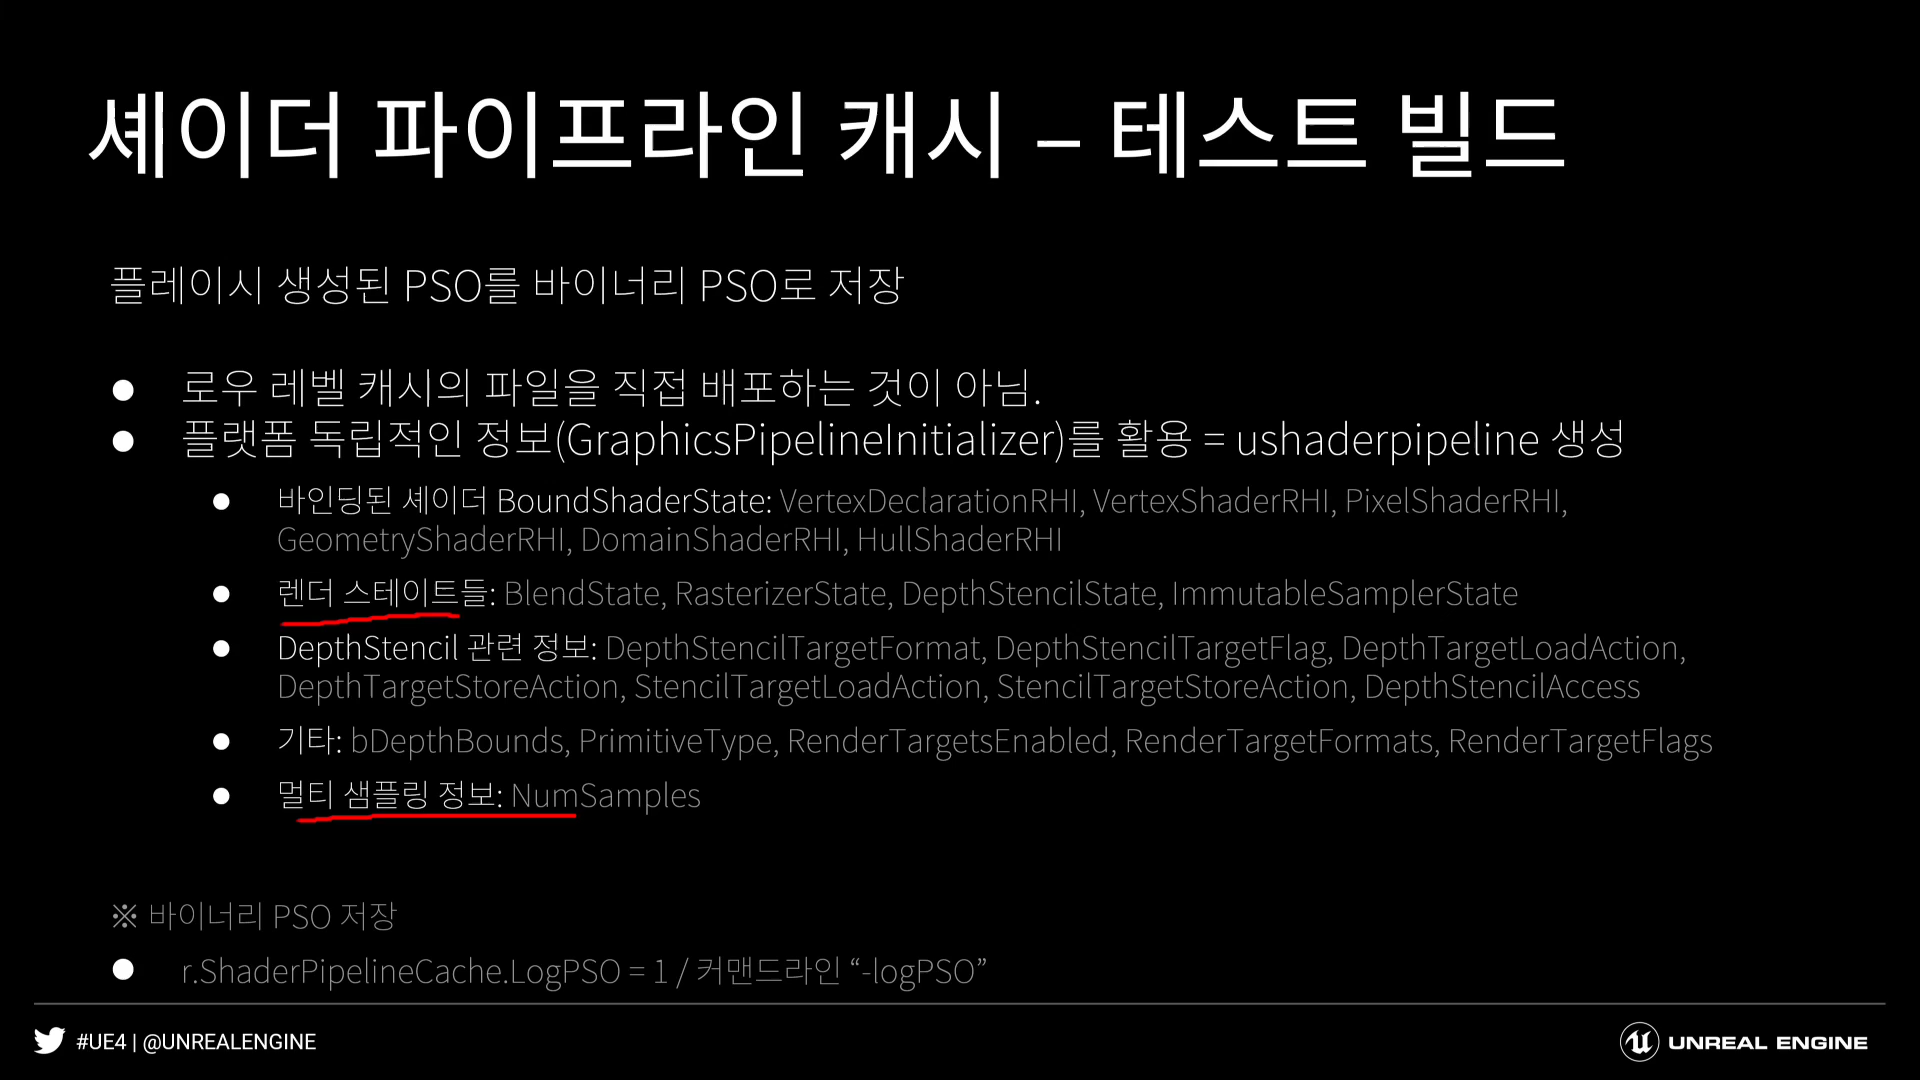 셰이더 파이프라인 캐시 – 테스트 빌드
플레이시 생성된 PSO를 바이너리 PSO로 저장
● 로우 레벨 캐시의 파일을 직접 배포하는 것이 아님.
● 플랫폼 독립적인 정보(GraphicsPipelineInitializer)를 활용 = ushaderpipeline 생성
● 바인딩된 셰이더 BoundShaderState: VertexDeclarationRHI, VertexShaderRHI, PixelShaderRHI,
GeometryShaderRHI, DomainShaderRHI, HullShaderRHI
● 렌더 스테이트들: BlendState, RasterizerState, DepthStencilState, ImmutableSamplerState
● DepthStencil 관련 정보: DepthStencilTargetFormat, DepthStencilTargetFlag, DepthTargetLoadAction,
DepthTargetStoreAction, StencilTargetLoadAction, StencilTargetStoreAction, DepthStencilAccess
● 기타: bDepthBounds, PrimitiveType, RenderTargetsEnabled, RenderTargetFormats, RenderTargetFlags
● 멀티 샘플링 정보: NumSamples
※ 바이너리 PSO 저장
● r.ShaderPipelineCache.LogPSO = 1 / 커맨드라인 “-logPSO”
#UE4 | @UNREALENGINE
UNREAL ENGINE